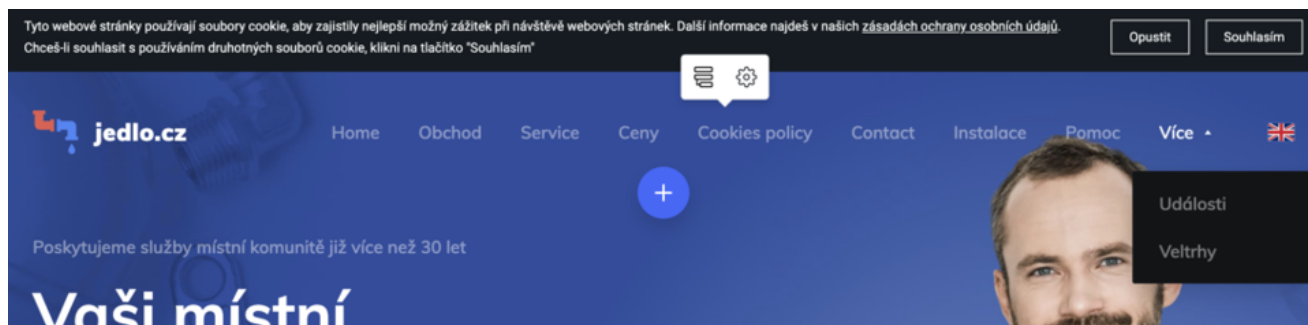 Tyto webové stránky používají soubory cookie, aby zajistily nejlepší možný zážitek při návštěvě webových stránek. Další informace najdeš v našich zásadách ochrany osobních údajů.
Chceš-li souhlasit s používáním druhotných souborů cookie, klikni na tlačítko "Souhlasím"
Opustit
Souhlasím
jedlo.cz
Home
Obchod
Service
Ceny
Cookies policy
Contact
Instalace
Pomoc
Více
Události
Veltrhy
Poskytujeme služby místní komunitě již více než 30 let
Vaši místní